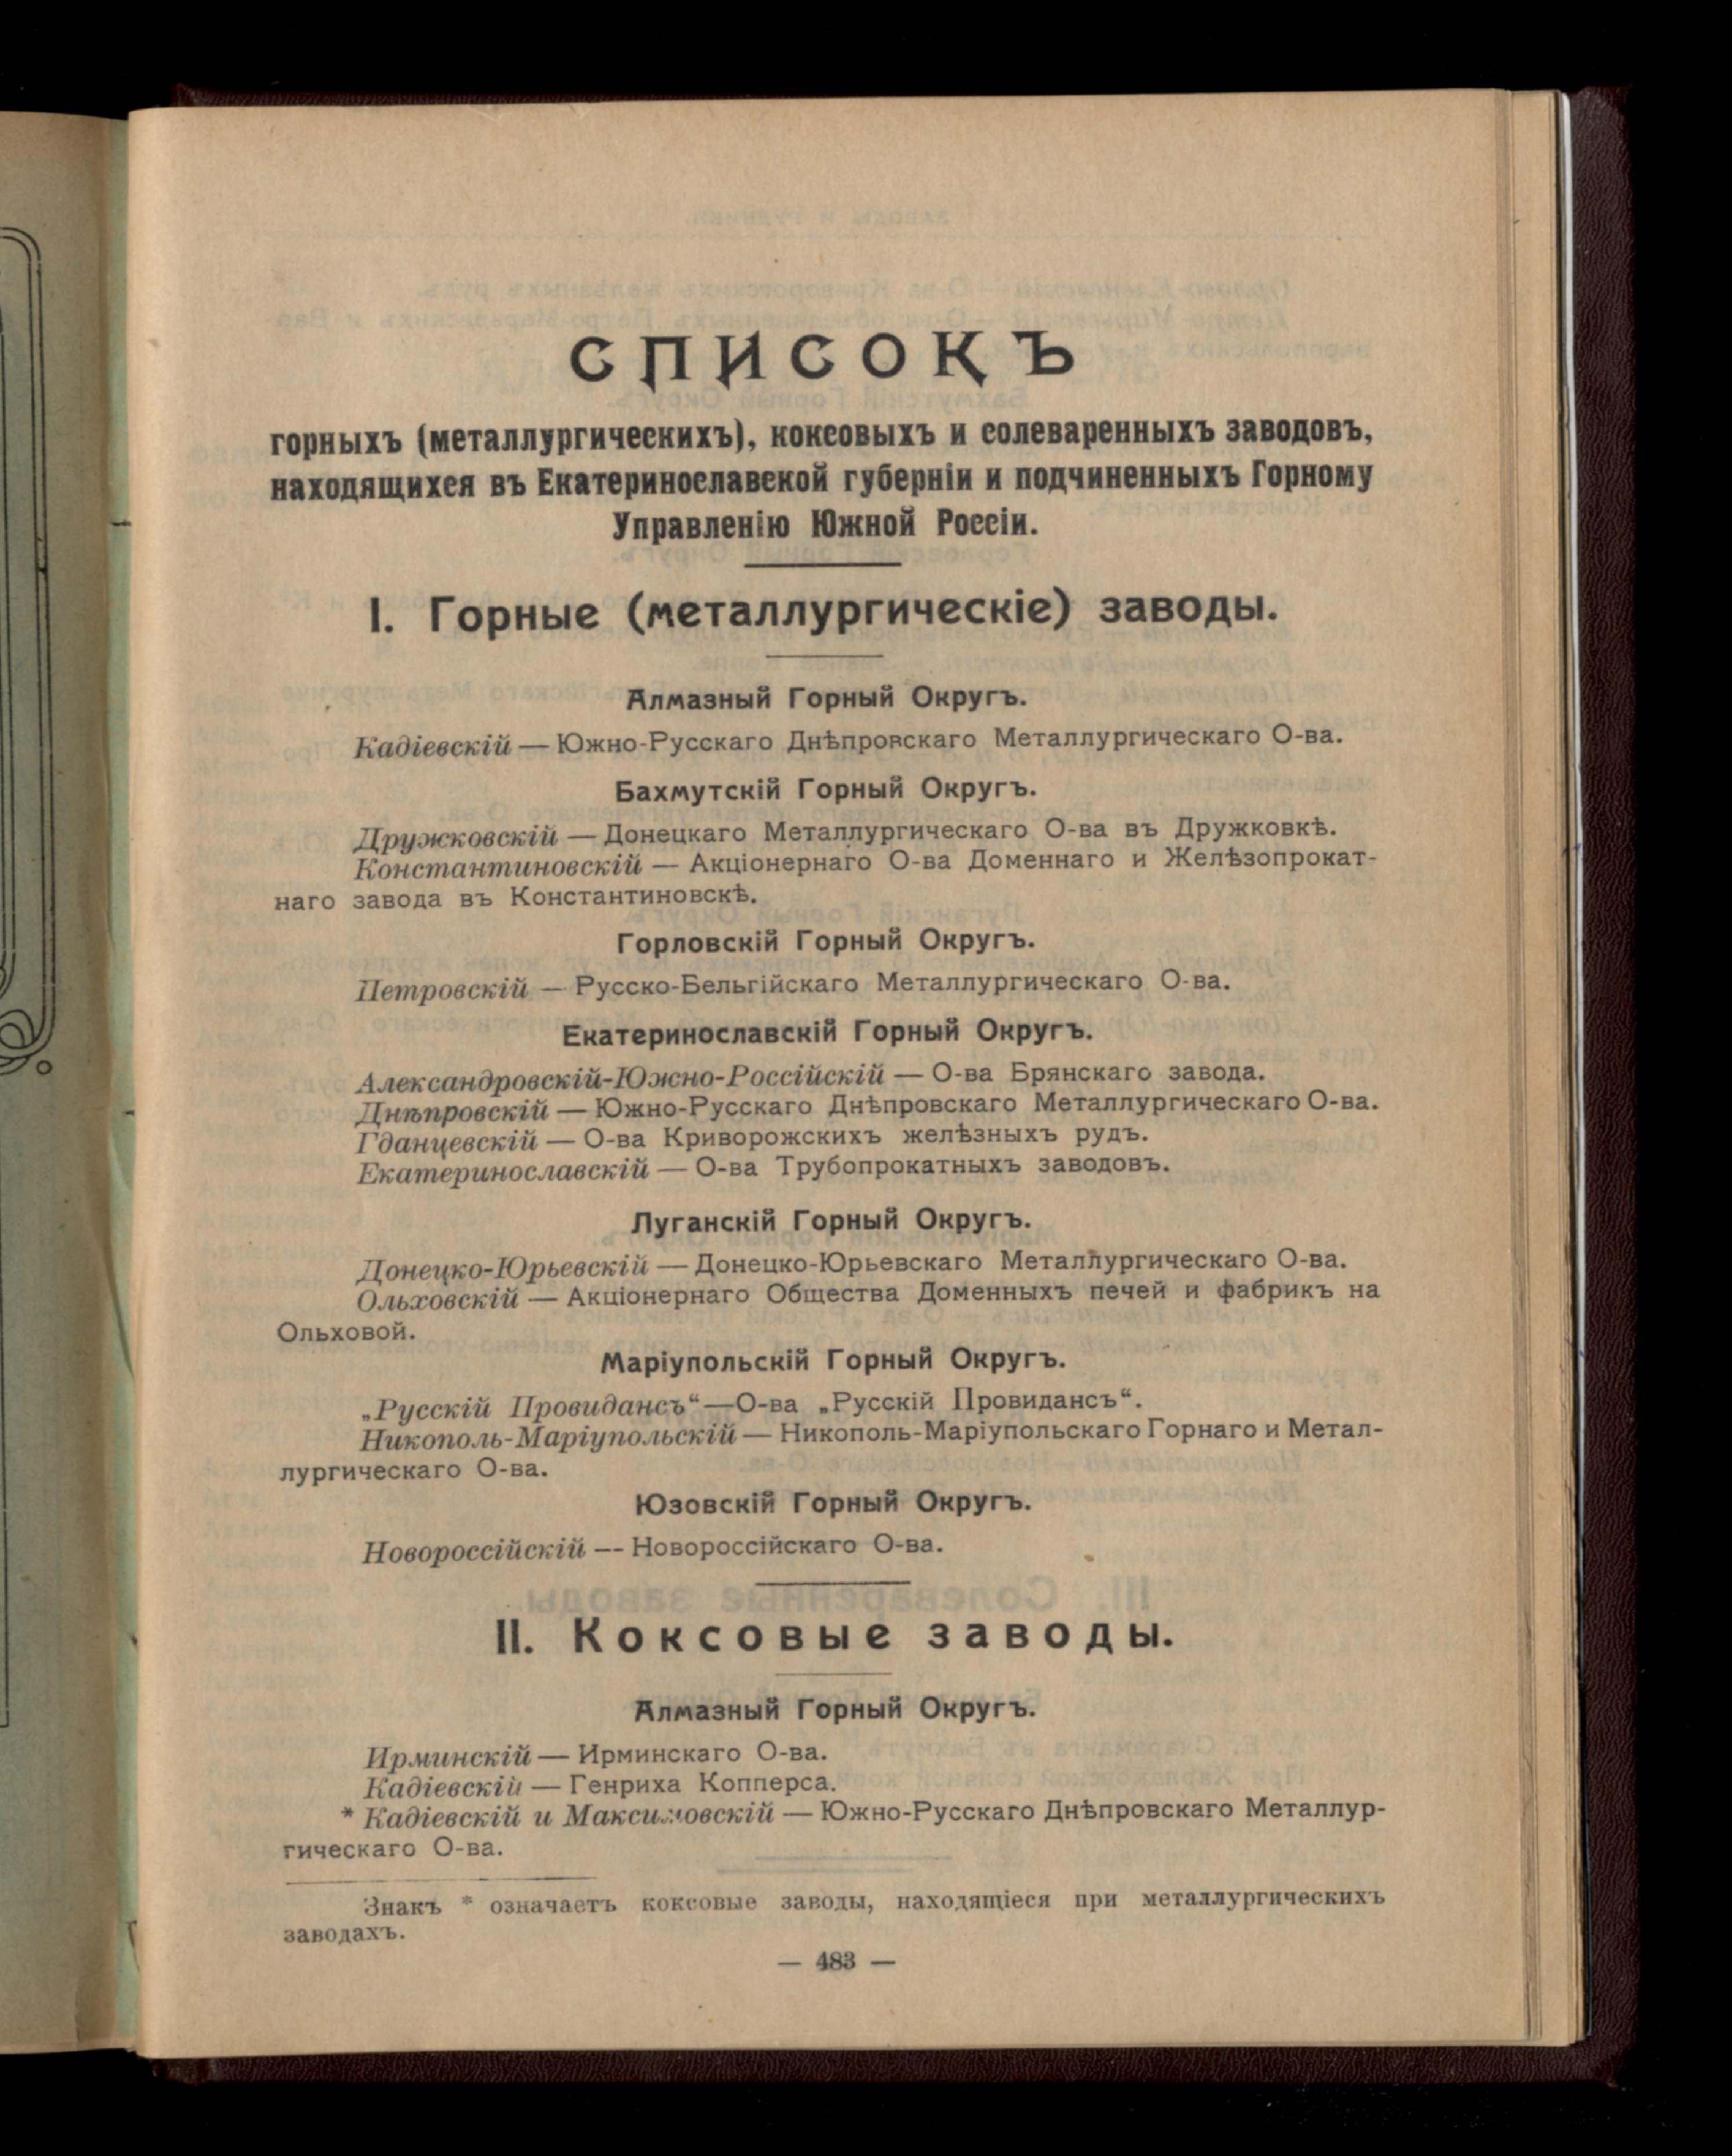 СПИСОКЪ
горныхъ (металлургическихъ), коксовыхъ и солеваренныхъ заводовъ,
находящихся въ Екатеринославской губерніи и подчиненныхъ Горному
Управленію Южной Россіи.
I. Горные (металлургическіе) заводы.
Алмазный Горный Округъ.
Кадіевскій — Южно-Русскаго Днѣпровскаго Металлургическаго О-ва.
Бахмутскій Горный Округъ.
Дружковскій — Донецкаго Металлургическаго О-ва въ Дружковкѣ.
Константиновскій — Акціонернаго О-ва Доменнаго и Желѣзопрокат-
наго завода въ Константиновскѣ.
Горловскій Горный Округъ.
Петровскій — Русско-Бельгійскаго Металлургическаго О-ва.
Екатеринославскій Горный Округъ.
Александровскій-Южно-Россійскій — О-ва Брянскаго завода.
Днѣпровскій — Южно-Русскаго Днѣпровскаго Металлургическаго О-ва.
Гданцевскій — О-ва Криворожскихъ желѣзныхъ рудъ.
Екатеринославскій — О-ва Трубопрокатныхъ заводовъ.
Луганскій Горный Округъ.
Донецко-Юрьевскій — Донецко-Юрьевскаго Металлургическаго О-ва.
Ольховскій — Акціонернаго Общества Доменныхъ печей и фабрикъ на
Ольховой.
Маріупольскій Горный Округъ.
„Русскій Провидансъ“—О-ва „Русскій Провидансъ“.
Никополь-Маріупольскій — Никополь-Маріупольскаго Горнаго и Метал-
лургическаго О-ва.
Юзовскій Горный Округъ.
Новороссійскій — Новороссійскаго О-ва.
II. Коксовые заводы.
Алмазный Горный Округъ.
Ирминскій — Ирминскаго О-ва.
Кадіевскій — Генриха Копперса.
* Кадіевскій и Максимовскій — Южно-Русскаго Днѣпровскаго Металлур-
гическаго О-ва.
Знакъ * означаетъ коксовые заводы, находящіеся при металлургическихъ
заводахъ.
— 483 —